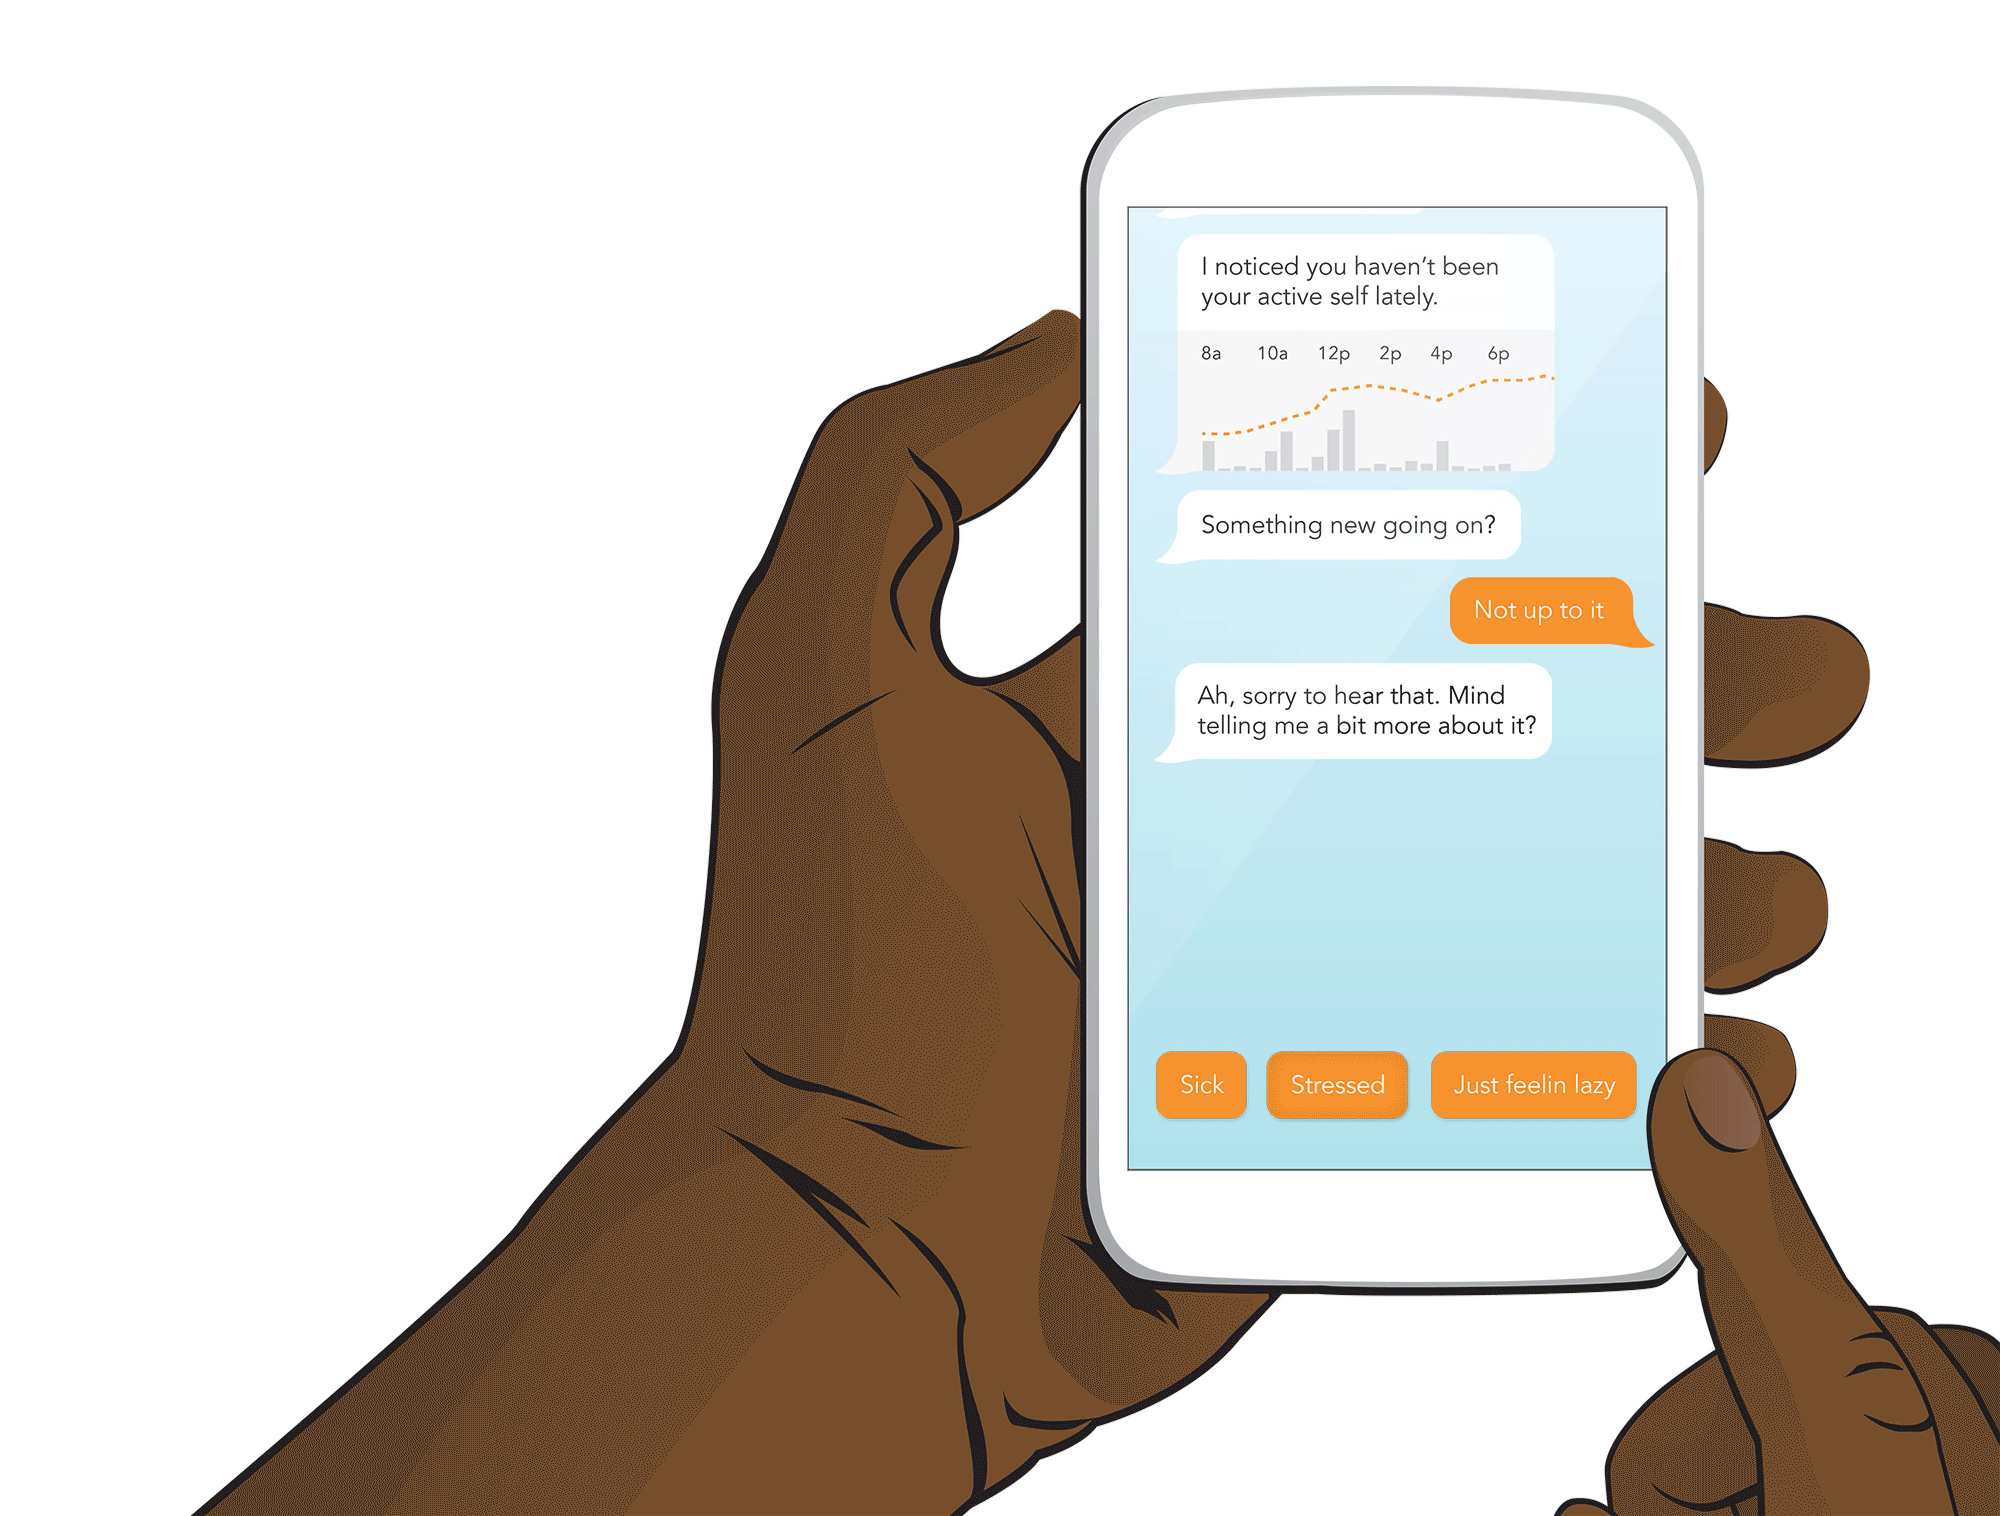 I noticed you haven’t been
your active self lately.
8a 10a 12p 2p 4p 6p
Something new going on?
Not up to it
Ah, sorry to hear that. Mind
telling me a bit more about it?
Sick Stressed Just feelin lazy